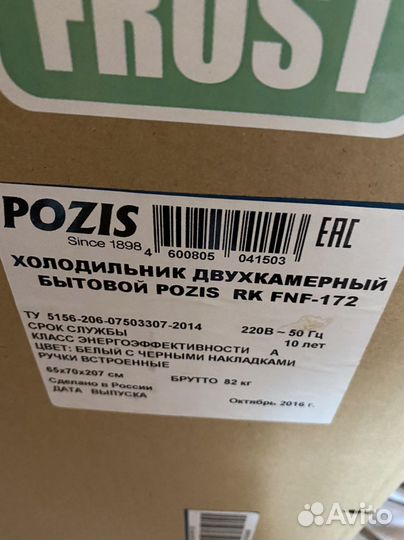 FROST
POZIS
Since 1898
4 600805 041503
EAC
ХОЛОДИЛЬНИК ДВУХКАМЕРНЫЙ
БЫТОВОЙ POZIS RK FNF-172
ТУ 5156-206-07503307-2014 220В ~ 50 Гц
СРОК СЛУЖБЫ 10 лет
КЛАСС ЭНЕРГОЭФФЕКТИВНОСТИ А
ЦВЕТ: БЕЛЫЙ С ЧЕРНЫМИ НАКЛАДКАМИ
РУЧКИ ВСТРОЕННЫЕ
65х70х207 см БРУТТО 82 кг
Сделано в России
ДАТА ВЫПУСКА Октябрь 2016 г.
Avito